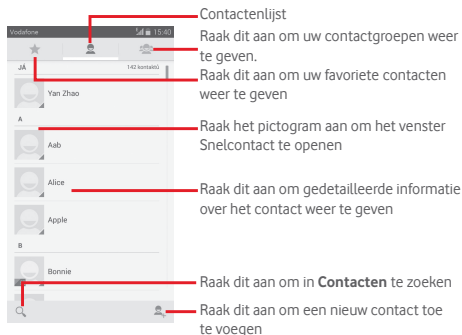 Contactenlijst
Raak dit aan om uw contactgroepen weer
te geven.
Raak dit aan om uw favoriete contacten
weer te geven
Raak het pictogram aan om het venster
Snelcontact te openen
Raak dit aan om gedetailleerde informatie
over het contact weer te geven
Raak dit aan om in Contacten te zoeken
Raak dit aan om een nieuw contact toe
te voegen
Vodafone 15:40
JÁ 142 kontaktů
Yan Zhao
A
Aab
Alice
Apple
B
Bonnie